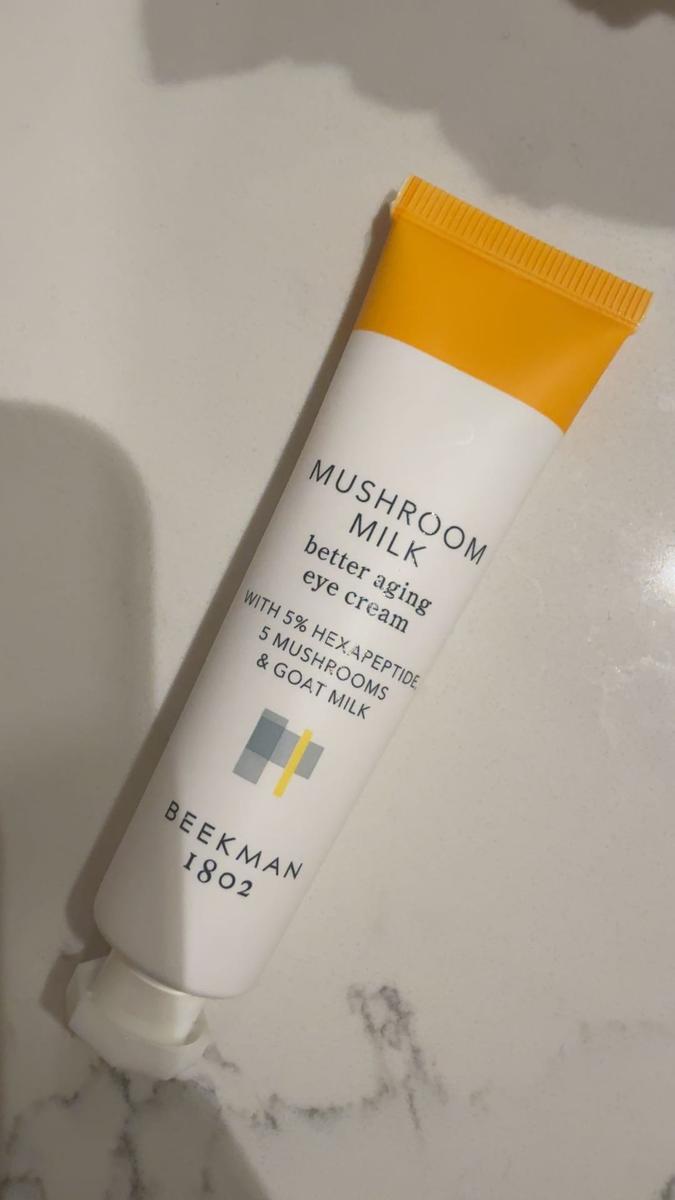 MUSHROOM
MILK
better aging
eye cream
WITH 5% HEXAPEPTIDE,
5 MUSHROOMS
& GOAT MILK
BEEKMAN
1802